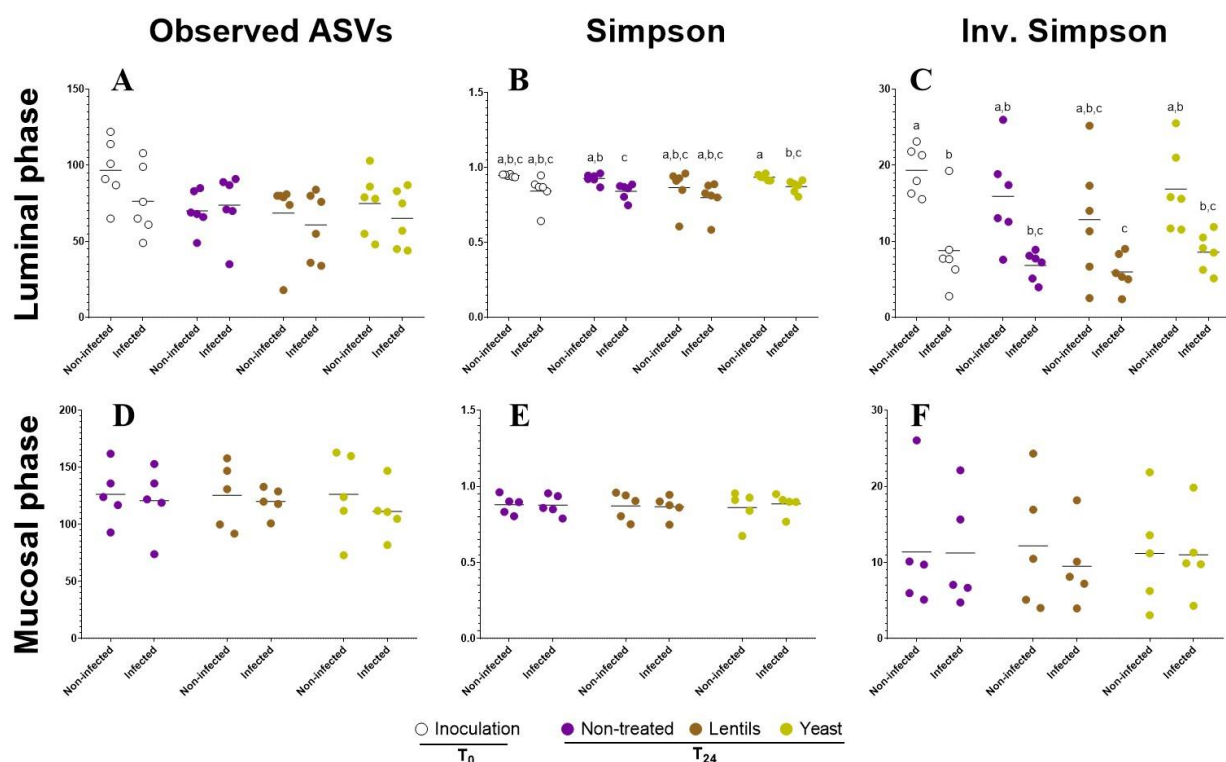 Observed ASVs Simpson Inv. Simpson
Luminal phase
A
150
100
50
0
Non-infected Infected Non-infected Infected Non-infected Infected Non-infected Infected
B
1.5
1.0
0.5
0.0
a,b,c a,b,c a,b c a,b,c a,b,c a b,c
Non-infected Infected Non-infected Infected Non-infected Infected Non-infected Infected
C
30
20
10
0
a b a,b b,c a,b,c c a,b b,c
Non-infected Infected Non-infected Infected Non-infected Infected Non-infected Infected
Mucosal phase
D
200
150
100
50
0
Non-infected Infected Non-infected Infected Non-infected Infected
E
1.5
1.0
0.5
0.0
Non-infected Infected Non-infected Infected Non-infected Infected
F
30
20
10
0
Non-infected Infected Non-infected Infected Non-infected Infected
Inoculation Non-treated Lentils Yeast
T0 T24